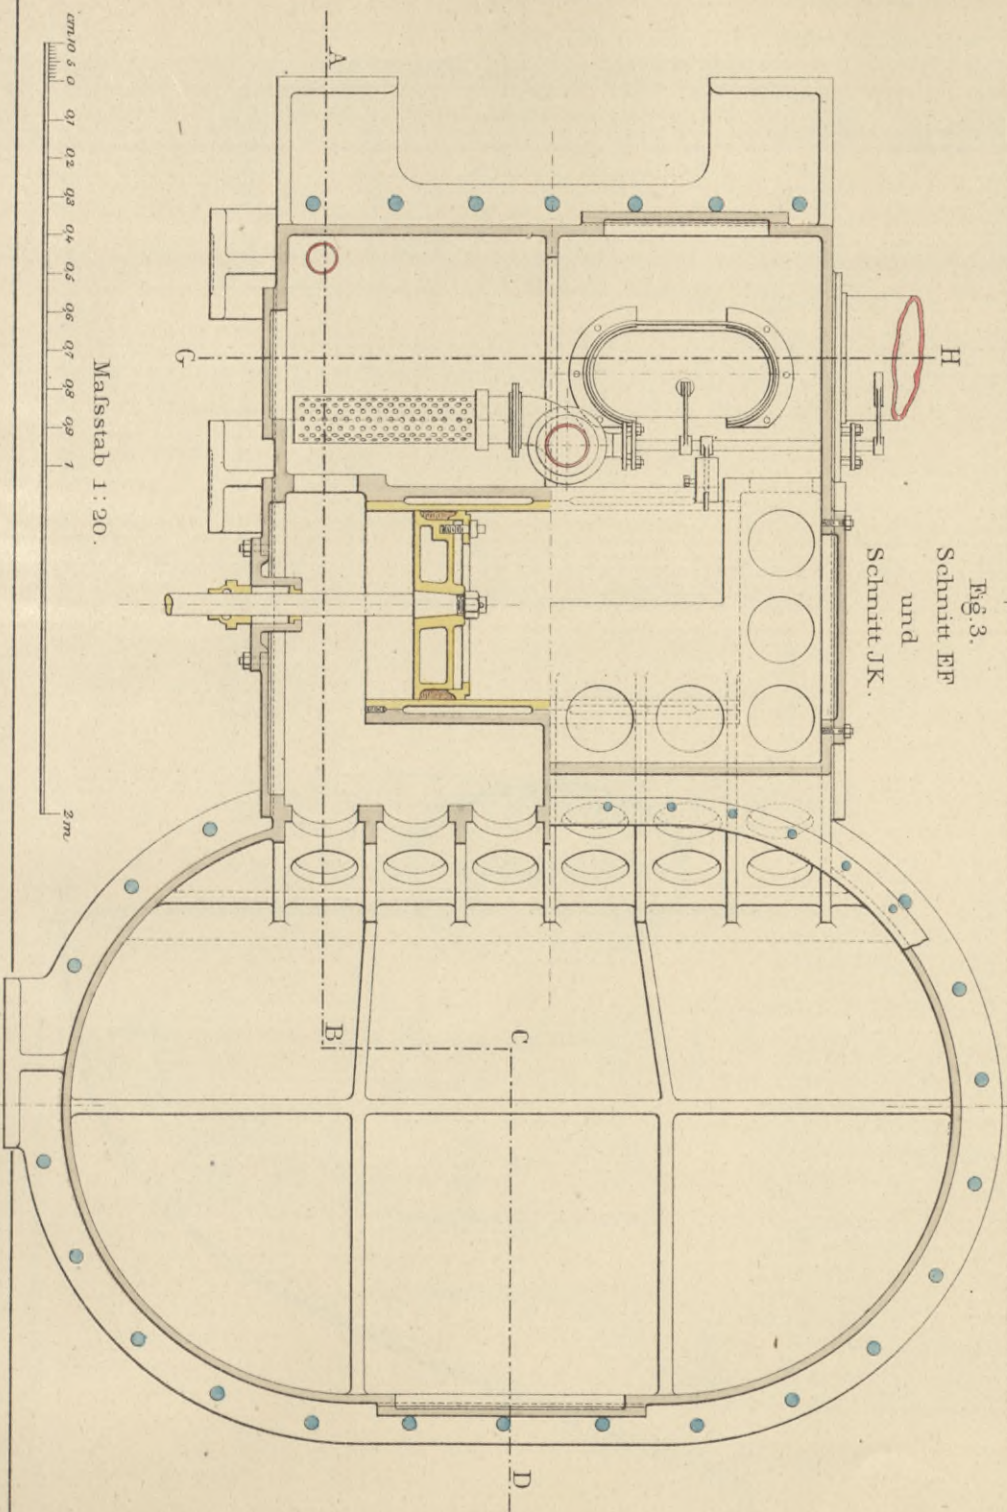 Fig.3.
Schnitt EF
und
Schnitt JK.
A
H
G
B
C
D
Maſsstab 1:20.
cm 10 5 0 0,1 0,2 0,3 0,4 0,5 0,6 0,7 0,8 0,9 1 2 m